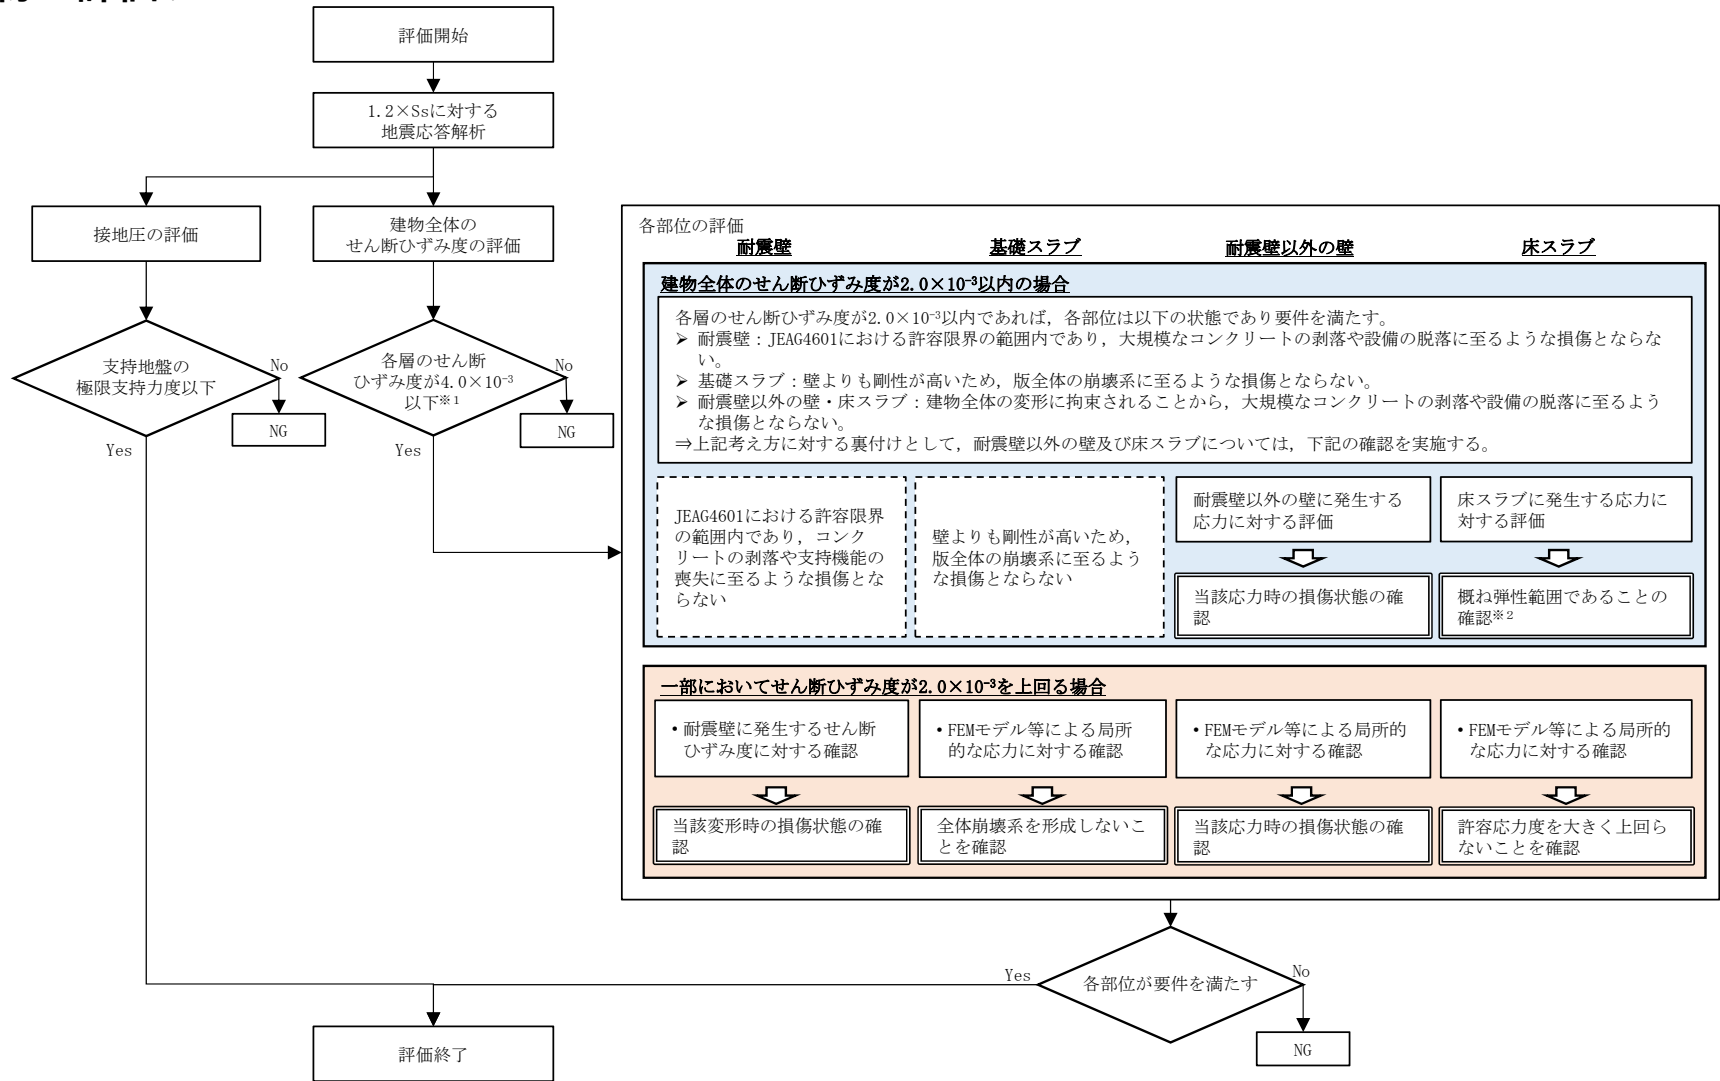 評価開始
1.2×Ssに対する
地震応答解析
接地圧の評価
建物全体の
せん断ひずみ度の評価
支持地盤の
極限支持力度以下
No
NG
Yes
各層のせん断
ひずみ度が4.0×10⁻³
以下※1
No
NG
Yes
各部位の評価
耐震壁
基礎スラブ
耐震壁以外の壁
床スラブ
建物全体のせん断ひずみ度が2.0×10⁻³以内の場合
各層のせん断ひずみ度が2.0×10⁻³以内であれば，各部位は以下の状態であり要件を満たす。
➢ 耐震壁：JEAG4601における許容限界の範囲内であり，大規模なコンクリートの剥落や設備の脱落に至るような損傷とならな
い。
➢ 基礎スラブ：壁よりも剛性が高いため，版全体の崩壊系に至るような損傷とならない。
➢ 耐震壁以外の壁・床スラブ：建物全体の変形に拘束されることから，大規模なコンクリートの剥落や設備の脱落に至るよう
な損傷とならない。
⇒上記考え方に対する裏付けとして，耐震壁以外の壁及び床スラブについては，下記の確認を実施する。
JEAG4601における許容限界
の範囲内であり，コンク
リートの剥落や支持機能の
喪失に至るような損傷とな
らない
壁よりも剛性が高いため，
版全体の崩壊系に至るよう
な損傷とならない
耐震壁以外の壁に発生する
応力に対する評価
当該応力時の損傷状態の確
認
床スラブに発生する応力に
対する評価
概ね弾性範囲であることの
確認※2
一部においてせん断ひずみ度が2.0×10⁻³を上回る場合
・耐震壁に発生するせん断
ひずみ度に対する確認
当該変形時の損傷状態の確
認
・FEMモデル等による局所
的な応力に対する確認
全体崩壊系を形成しないこ
とを確認
・FEMモデル等による局所的
な応力に対する確認
当該応力時の損傷状態の確
認
・FEMモデル等による局所的
な応力に対する確認
許容応力度を大きく上回ら
ないことを確認
各部位が要件を満たす
Yes
No
NG
評価終了